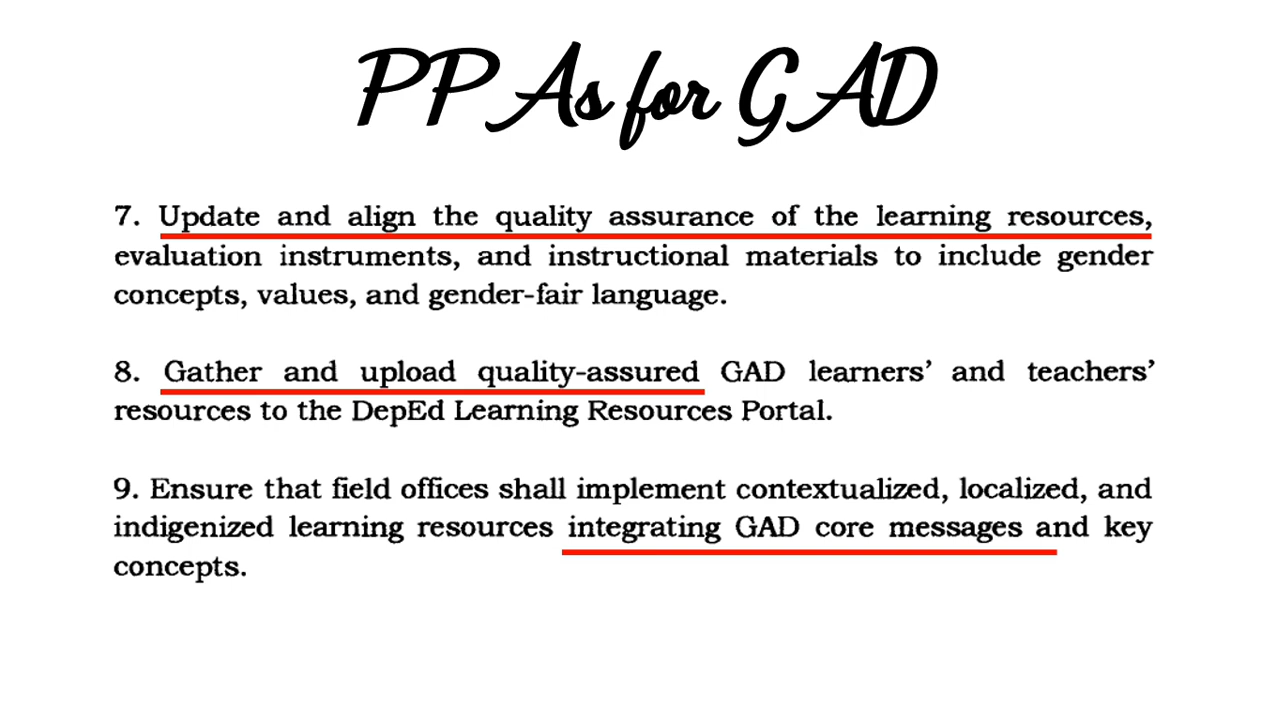 PPAs for GAD
7. Update and align the quality assurance of the learning resources,
evaluation instruments, and instructional materials to include gender
concepts, values, and gender-fair language.
8. Gather and upload quality-assured GAD learners’ and teachers’
resources to the DepEd Learning Resources Portal.
9. Ensure that field offices shall implement contextualized, localized, and
indigenized learning resources integrating GAD core messages and key
concepts.